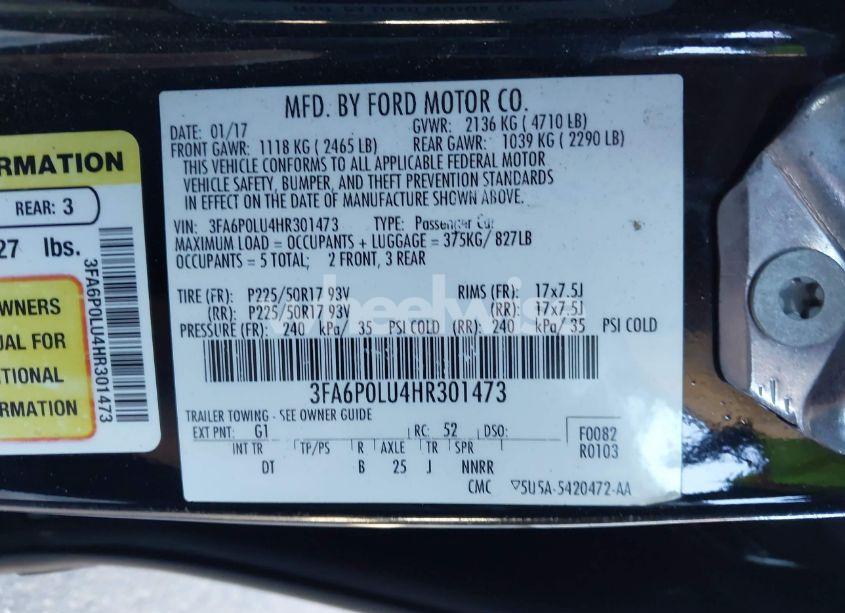 MFD. BY FORD MOTOR CO.
DATE: 01/17 GVWR: 2136 KG ( 4710 LB)
FRONT GAWR: 1118 KG ( 2465 LB) REAR GAWR: 1039 KG ( 2290 LB)
THIS VEHICLE CONFORMS TO ALL APPLICABLE FEDERAL MOTOR
VEHICLE SAFETY, BUMPER, AND THEFT PREVENTION STANDARDS
IN EFFECT ON THE DATE OF MANUFACTURE SHOWN ABOVE.
VIN: 3FA6P0LU4HR301473 TYPE: Passenger Car
MAXIMUM LOAD = OCCUPANTS + LUGGAGE = 375KG/ 827LB
OCCUPANTS = 5 TOTAL; 2 FRONT, 3 REAR
TIRE (FR): P225/50R17 93V RIMS (FR): 17x7.5J
(RR): P225/50R17 93V (RR): 17x7.5J
PRESSURE (FR): 240 kPa/ 35 PSI COLD (RR): 240 kPa/ 35 PSI COLD
3FA6P0LU4HR301473
TRAILER TOWING - SEE OWNER GUIDE
EXT PNT: G1 RC: 52 DSO: F0082
INT TR TP/PS R AXLE TR SPR R0103
DT B 25 J NNRR
CMC ▽5U5A-5420472-AA
ORMATION
REAR: 3
27 lbs.
OWNERS
UAL FOR
ITIONAL
ORMATION
3FA6P0LU4HR301473
wheelwise